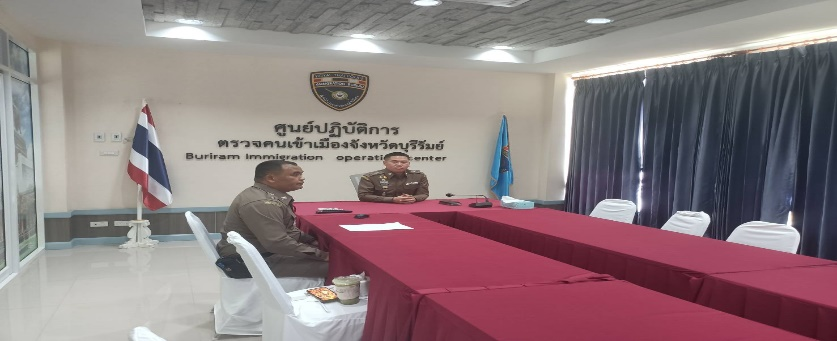 ศูนย์ปฏิบัติการ
ตรวจคนเข้าเมืองจังหวัดบุรีรัมย์
Buriram Immigration operation center